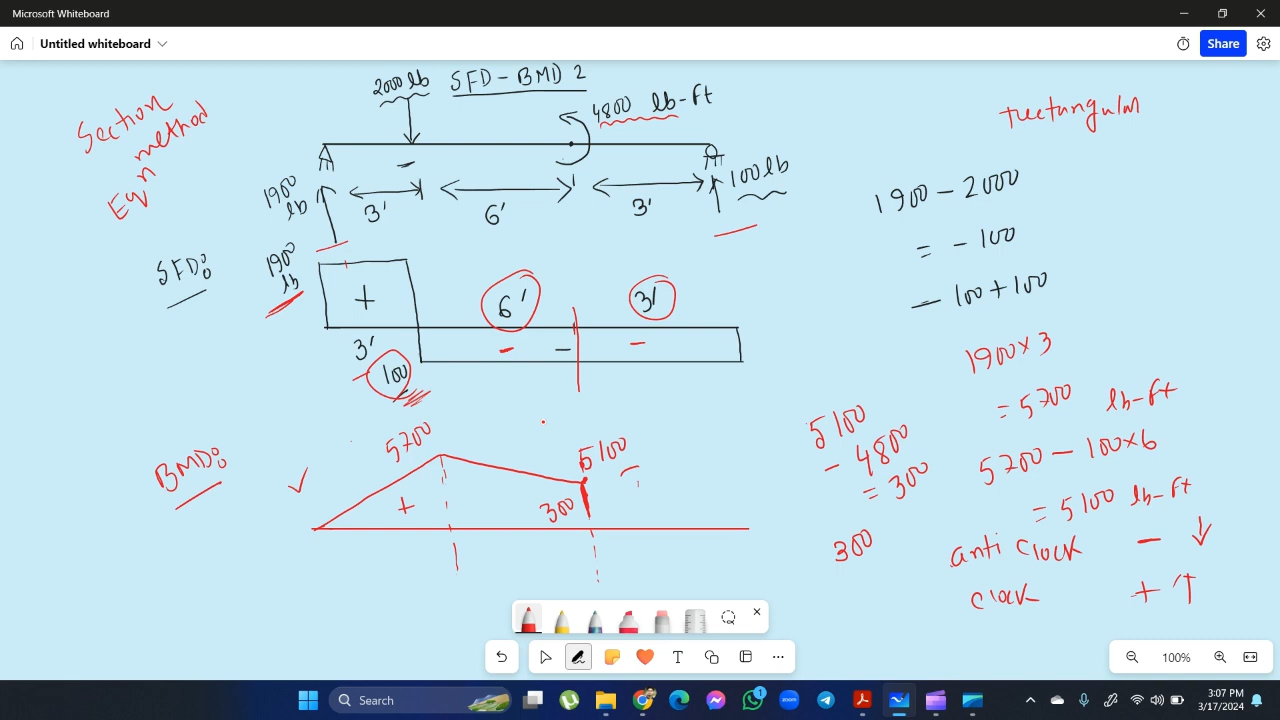 Microsoft Whiteboard
Untitled whiteboard
Share
2000 lb SFD-BMD 2
4800 lb-ft
Section method
Eqn
rectangular
1900 lb
3'
6'
3'
100 lb
1900 - 2000
= - 100
- 100 + 100
SFD:
1900 lb
+
6'
3'
- - -
3'
- 100
1900 x 3
= 5700 lb-ft
5700 - 100x6
= 5100 lb-ft
5100
- 4800
= 300
300
anti clock - ↓
clock + ↑
BMD:
5700
5100
+
300
Search
1
100%
3:07 PM
3/17/2024